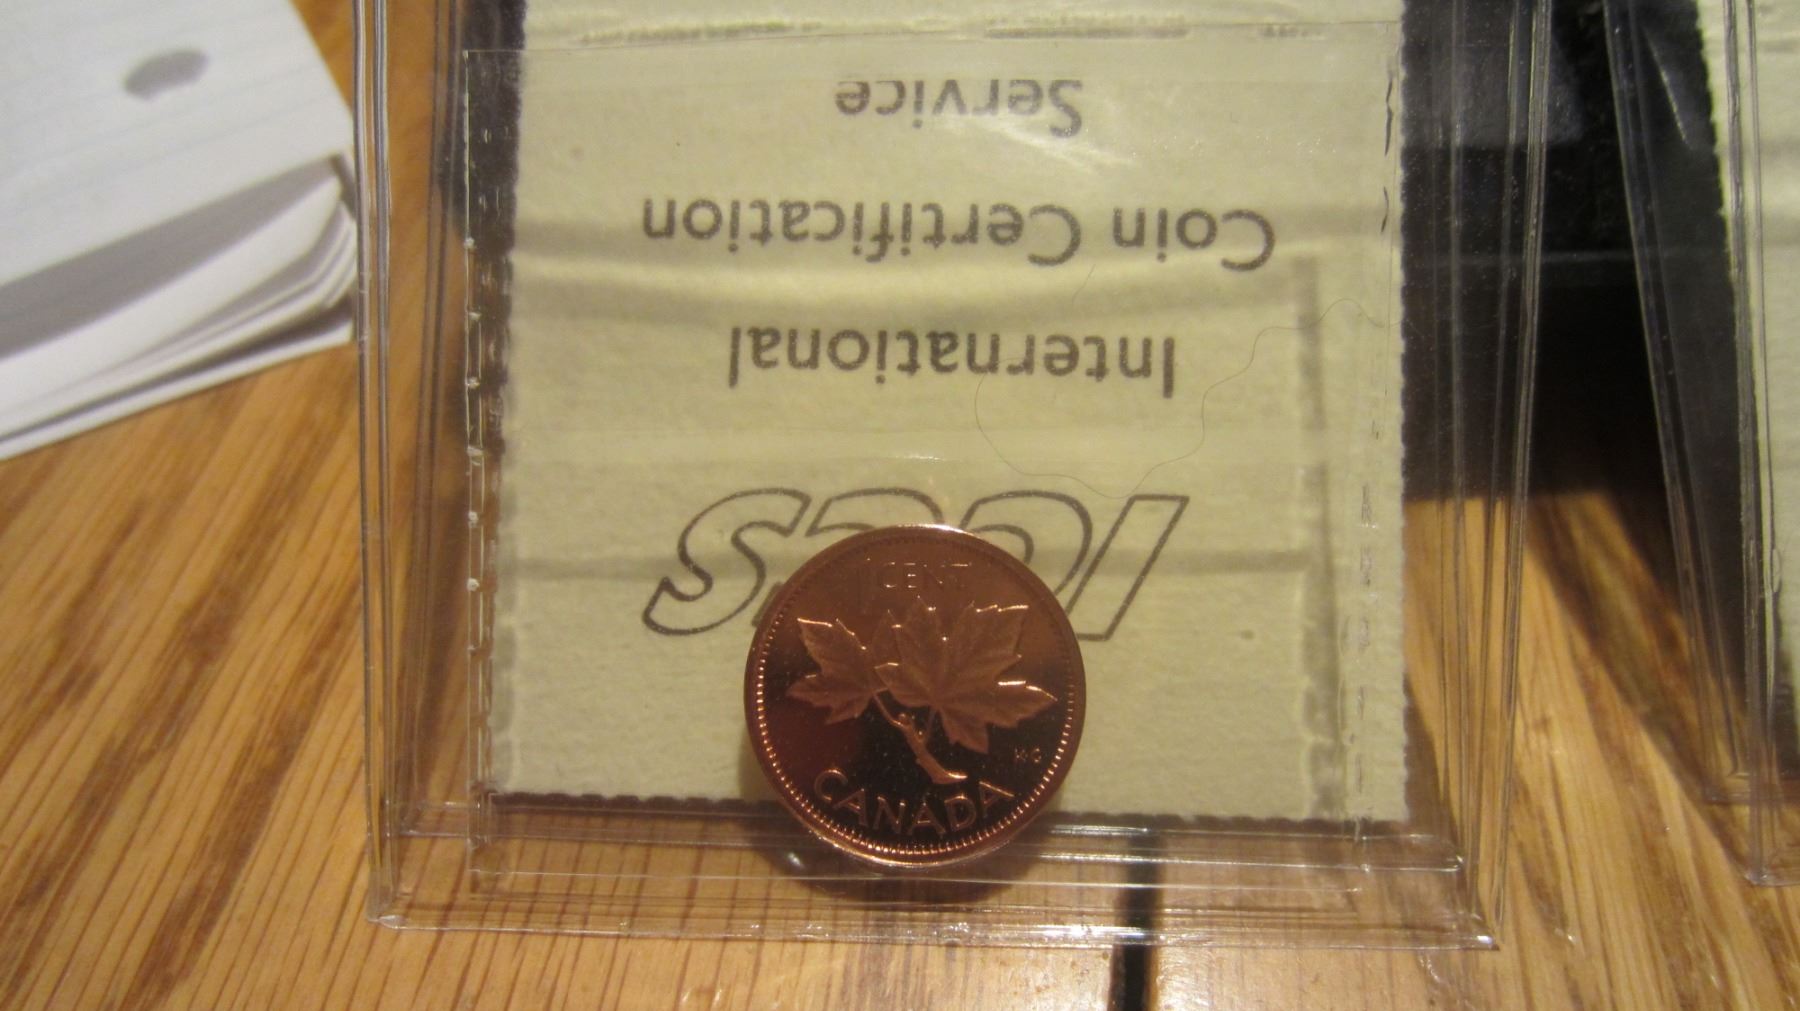 ICCS
International
Coin Certification
Service
1 CENT
KG
CANADA